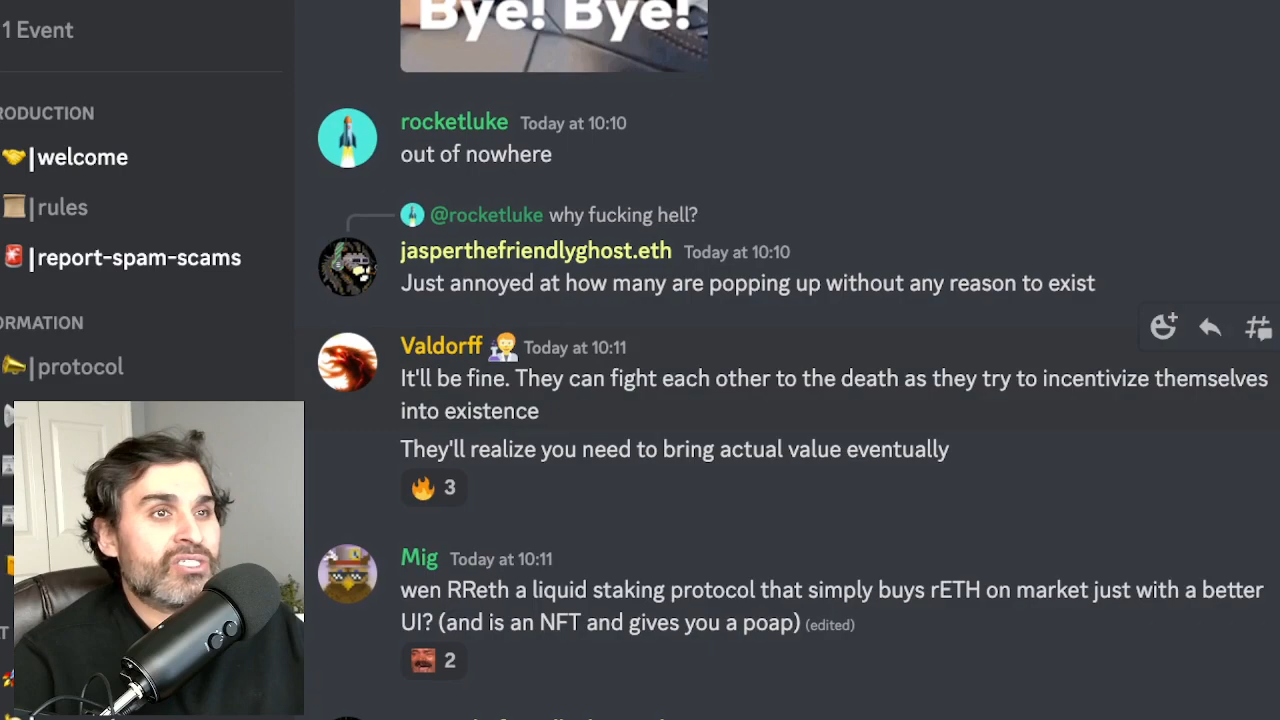 Bye! Bye!
1 Event
RODUCTION
|welcome
|rules
|report-spam-scams
ORMATION
|protocol
rocketluke Today at 10:10
out of nowhere
@rocketluke why fucking hell?
jasperthefriendlyghost.eth Today at 10:10
Just annoyed at how many are popping up without any reason to exist
Valdorff Today at 10:11
It'll be fine. They can fight each other to the death as they try to incentivize themselves
into existence
They'll realize you need to bring actual value eventually
3
Mig Today at 10:11
wen RReth a liquid staking protocol that simply buys rETH on market just with a better
UI? (and is an NFT and gives you a poap) (edited)
2